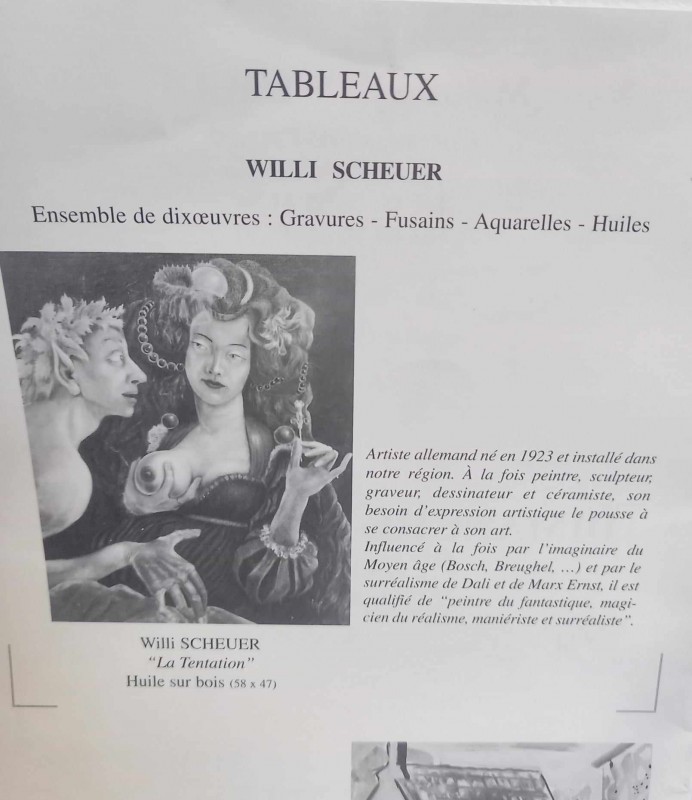 TABLEAUX
WILLI SCHEUER
Ensemble de dixœuvres : Gravures - Fusains - Aquarelles - Huiles
Artiste allemand né en 1923 et installé dans
notre région. À la fois peintre, sculpteur,
graveur, dessinateur et céramiste, son
besoin d'expression artistique le pousse à
se consacrer à son art.
Influencé à la fois par l'imaginaire du
Moyen âge (Bosch, Breughel, ...) et par le
surréalisme de Dali et de Marx Ernst, il est
qualifié de “peintre du fantastique, magi-
cien du réalisme, maniériste et surréaliste”.
Willi SCHEUER
“La Tentation”
Huile sur bois (58 x 47)